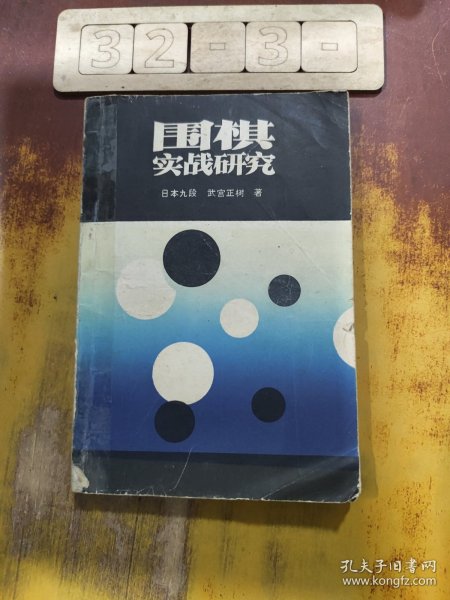 32-3-
围棋
实战研究
日本九段 武宫正树 著
孔夫子旧书网
www.kongfz.com